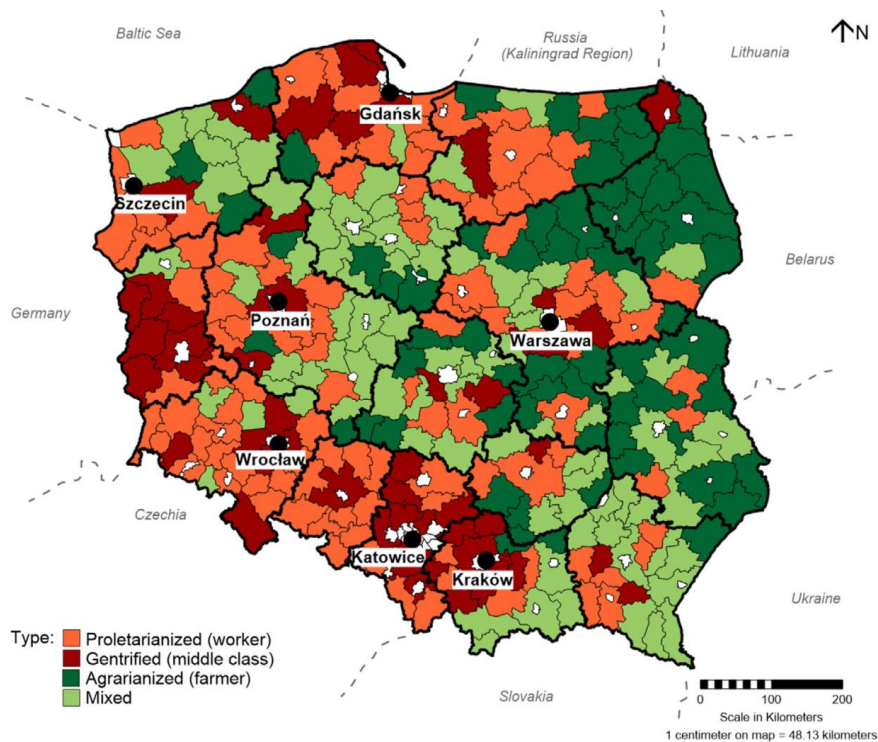 Baltic Sea
Russia
(Kaliningrad Region)
Lithuania
N
Gdańsk
Szczecin
Belarus
Germany
Poznań
Warszawa
Wrocław
Czechia
Katowice
Kraków
Ukraine
Slovakia
Type:
Proletarianized (worker)
Gentrified (middle class)
Agrarianized (farmer)
Mixed
0 100 200
Scale in Kilometers
1 centimeter on map = 48.13 kilometers